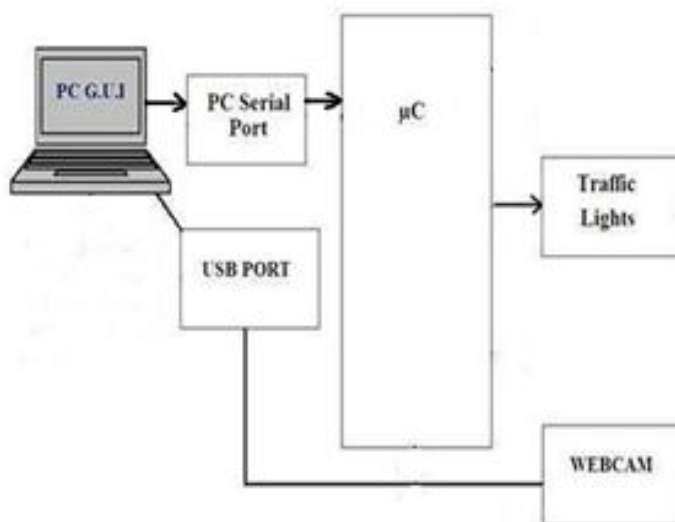 PC G.U.I
PC Serial
Port
µC
Traffic
Lights
USB PORT
WEBCAM